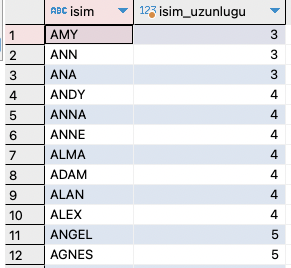 ABC isim 123 isim_uzunlugu
1 AMY 3
2 ANN 3
3 ANA 3
4 ANDY 4
5 ANNA 4
6 ANNE 4
7 ALMA 4
8 ADAM 4
9 ALAN 4
10 ALEX 4
11 ANGEL 5
12 AGNES 5